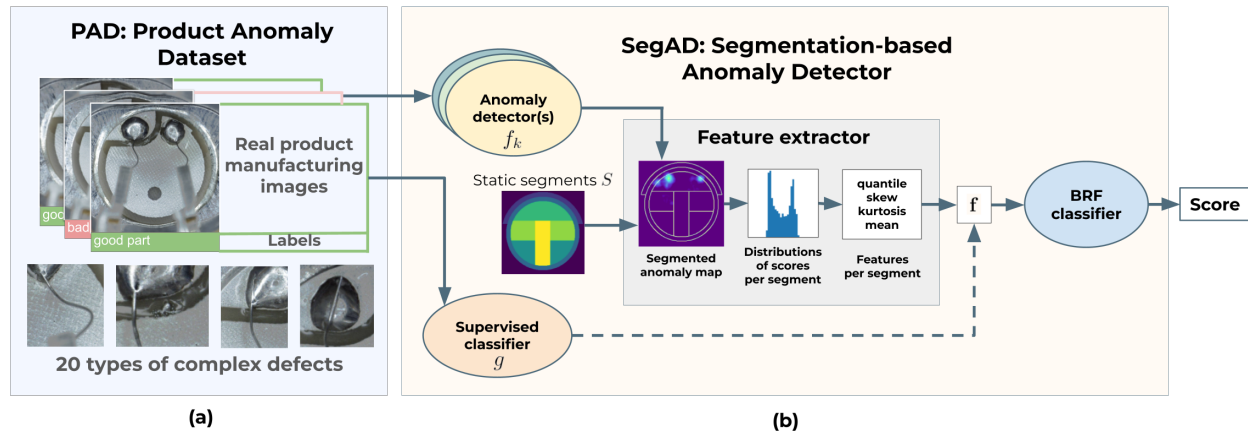 PAD: Product Anomaly
Dataset
Real product
manufacturing
images
goo
bad
good part
Labels
20 types of complex defects
(a)
SegAD: Segmentation-based
Anomaly Detector
Anomaly
detector(s)
f_k
Static segments S
Feature extractor
Segmented
anomaly map
Distributions
of scores
per segment
quantile
skew
kurtosis
mean
Features
per segment
f
BRF
classifier
Score
Supervised
classifier
g
(b)